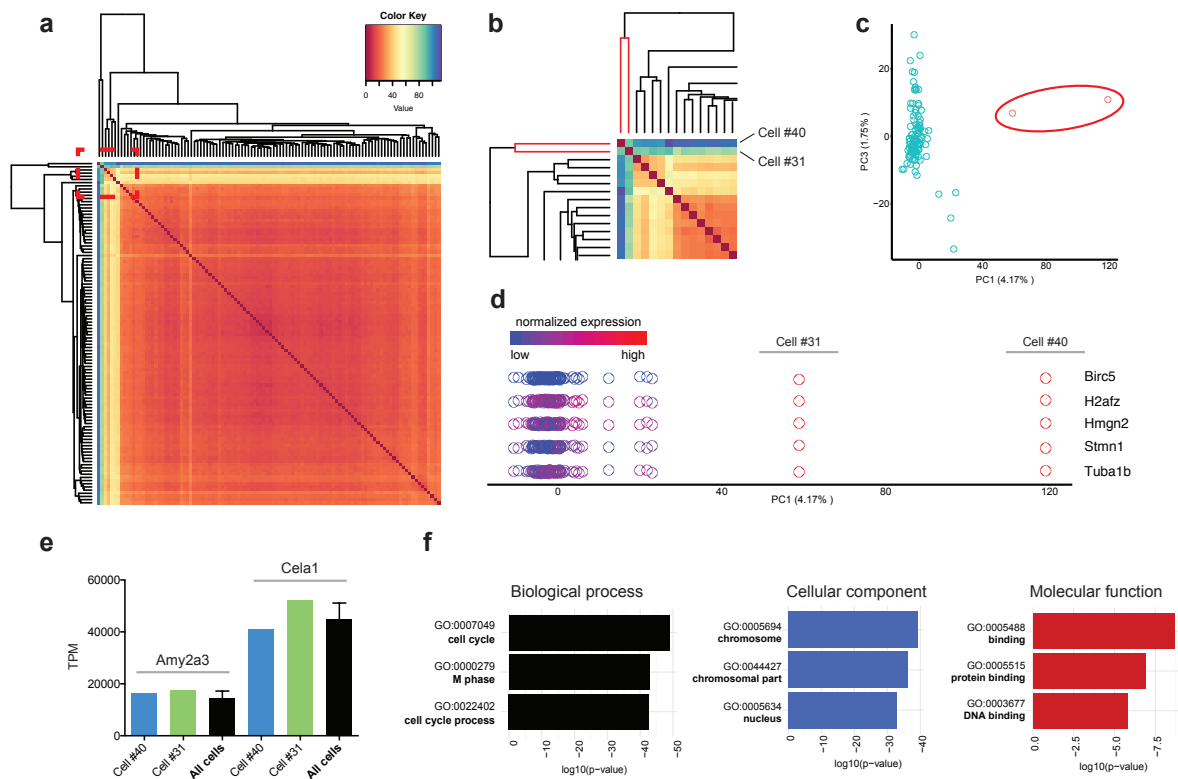 a
Color Key
0 20 40 60 80
Value
b
Cell #40
Cell #31
c
20
0
−20
PC3 (1.75%)
0 40 80 120
PC1 (4.17% )
d
normalized expression
low high
Cell #31
Cell #40
Birc5
H2afz
Hmgn2
Stmn1
Tuba1b
0 40 80 120
PC1 (4.17%)
e
60000
40000
20000
0
TPM
Amy2a3
Cela1
Cell #40
Cell #31
All cells
Cell #40
Cell #31
All cells
f
Biological process
GO:0007049
cell cycle
GO:0000279
M phase
GO:0022402
cell cycle process
0 −10 −20 −30 −40 −50
log10(p−value)
Cellular component
GO:0005694
chromosome
GO:0044427
chromosomal part
GO:0005634
nucleus
0 −10 −20 −30 −40
log10(p−value)
Molecular function
GO:0005488
binding
GO:0005515
protein binding
GO:0003677
DNA binding
0.0 −2.5 −5.0 −7.5
log10(p−value)